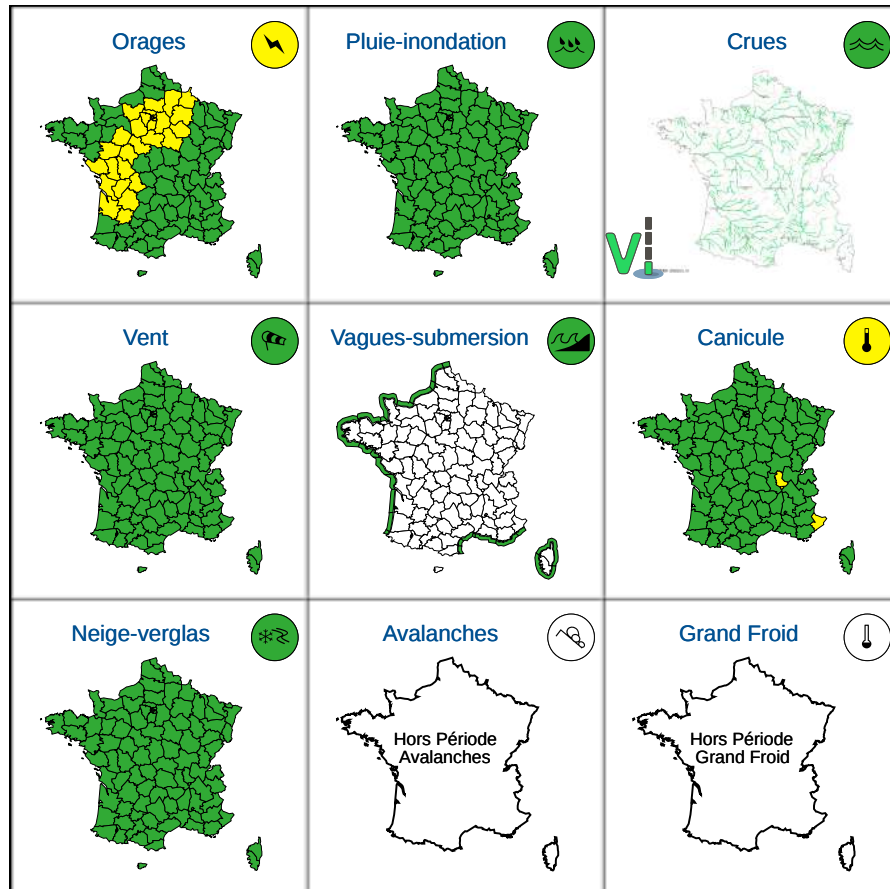 Orages
Pluie-inondation
Crues
Vent
Vagues-submersion
Canicule
Neige-verglas
Avalanches
Grand Froid
Hors Période
Avalanches
Hors Période
Grand Froid